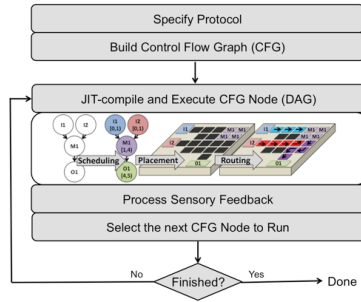 Specify Protocol
Build Control Flow Graph (CFG)
JIT-compile and Execute CFG Node (DAG)
I1 I2 I1 I2
[0,1) [0,1)
M1 M1
[1,4)
O1 O1
[4,5)
Scheduling Placement Routing
I1 M1 M1
I2 M1 M1
O1
I1 M1 M1
I2 M1 M1
O1
Process Sensory Feedback
Select the next CFG Node to Run
No Finished? Yes Done